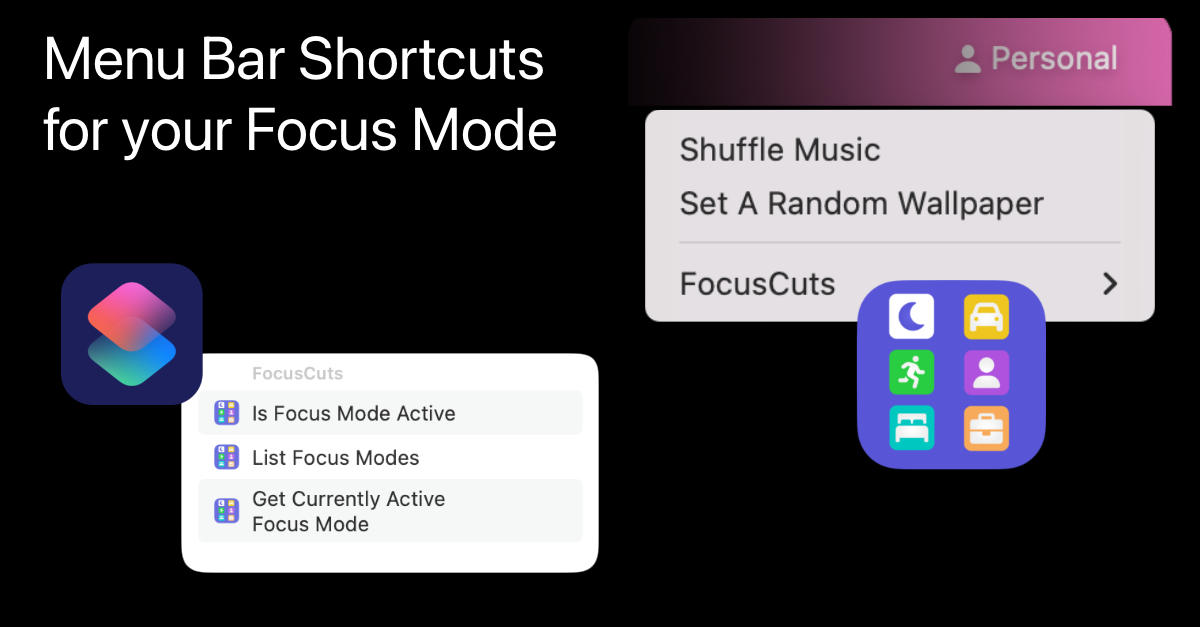 Menu Bar Shortcuts
for your Focus Mode
Personal
Shuffle Music
Set A Random Wallpaper
FocusCuts
FocusCuts
Is Focus Mode Active
List Focus Modes
Get Currently Active
Focus Mode